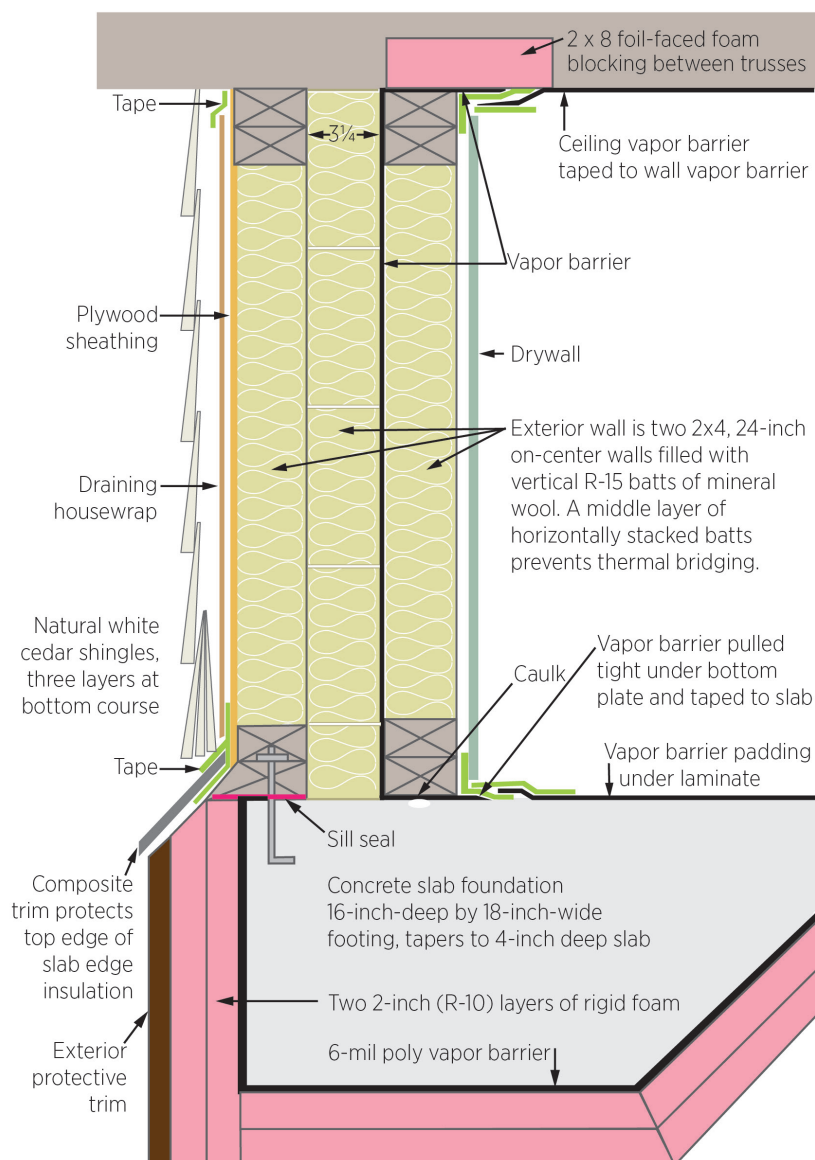 2 x 8 foil-faced foam
blocking between trusses
Tape
3¼
Ceiling vapor barrier
taped to wall vapor barrier
Vapor barrier
Plywood
sheathing
Drywall
Exterior wall is two 2x4, 24-inch
on-center walls filled with
vertical R-15 batts of mineral
wool. A middle layer of
horizontally stacked batts
prevents thermal bridging.
Draining
housewrap
Natural white
cedar shingles,
three layers at
bottom course
Vapor barrier pulled
tight under bottom
plate and taped to slab
Caulk
Tape
Vapor barrier padding
under laminate
Sill seal
Composite
trim protects
top edge of
slab edge
insulation
Concrete slab foundation
16-inch-deep by 18-inch-wide
footing, tapers to 4-inch deep slab
Two 2-inch (R-10) layers of rigid foam
Exterior
protective
trim
6-mil poly vapor barrier